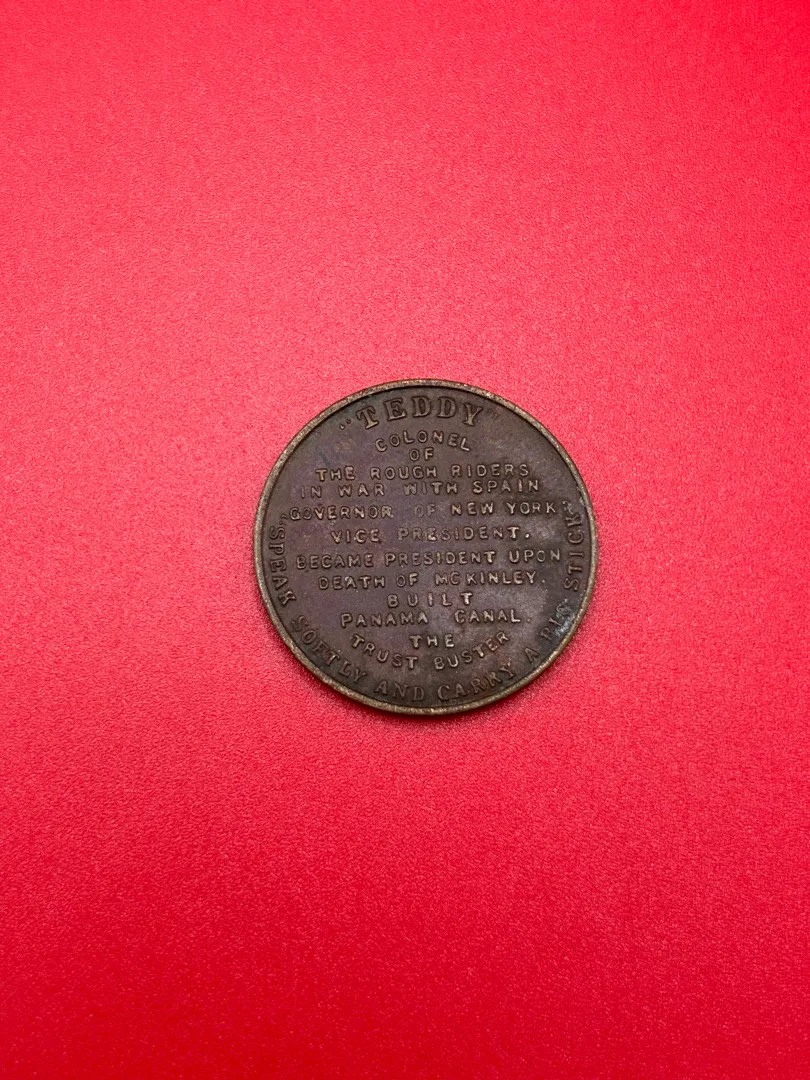 "TEDDY"
COLONEL
OF
THE ROUGH RIDERS
IN WAR WITH SPAIN
GOVERNOR OF NEW YORK
VICE PRESIDENT.
BECAME PRESIDENT UPON
DEATH OF MCKINLEY.
BUILT
PANAMA CANAL.
THE
TRUST BUSTER
"SPEAK SOFTLY AND CARRY A BIG STICK"